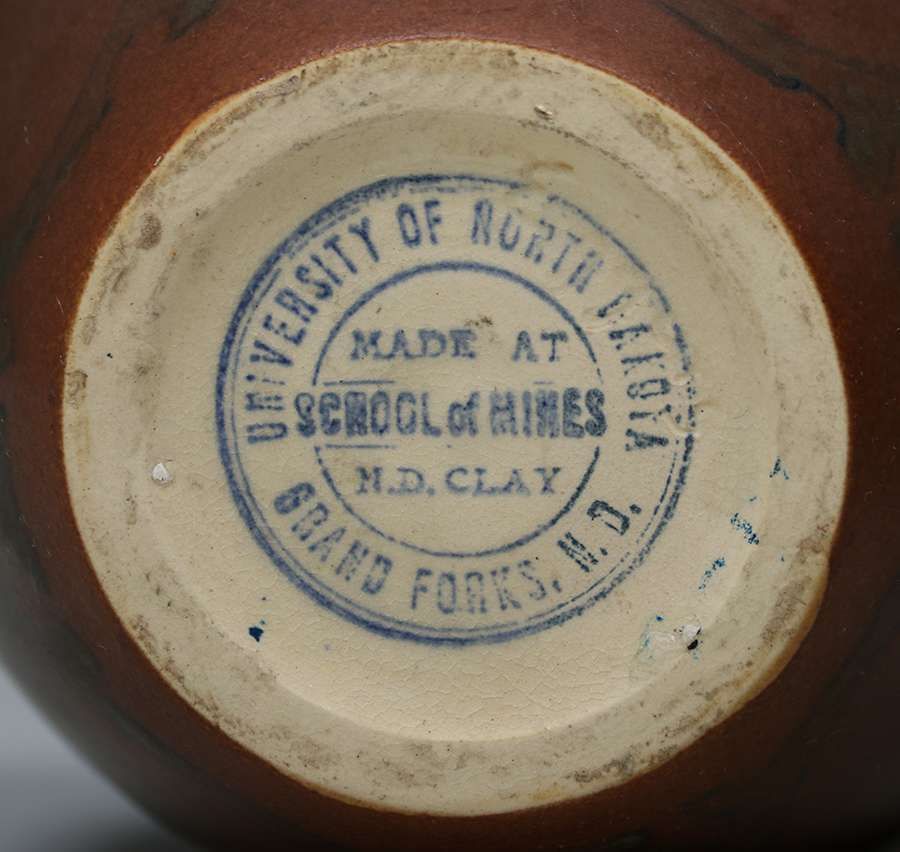 UNIVERSITY OF NORTH DAKOTA
MADE AT
SCHOOL of MINES
N.D. CLAY
GRAND FORKS, N.D.